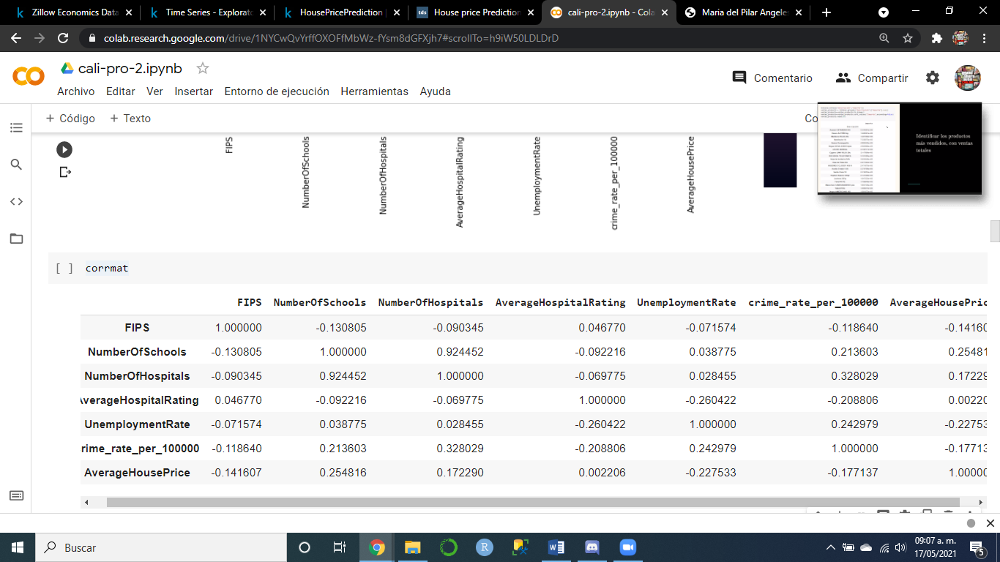 Zillow Economics Data
Time Series - Explorato
HousePricePrediction
House price Prediction
cali-pro-2.ipynb - Cola
Maria del Pilar Angeles
colab.research.google.com/drive/1NYCwQvYrffOXOFfMbWz-fYsm8dGFXjh7#scrollTo=h9iW50LDLDrD
cali-pro-2.ipynb
Comentario
Compartir
Archivo Editar Ver Insertar Entorno de ejecución Herramientas Ayuda
+ Código + Texto
Co
Identificar los productos
más vendidos, con ventas
totales
FIPS
NumberOfSchools
NumberOfHospitals
AverageHospitalRating
UnemploymentRate
crime_rate_per_100000
AverageHousePrice
[ ] corrmat
FIPS NumberOfSchools NumberOfHospitals AverageHospitalRating UnemploymentRate crime_rate_per_100000 AverageHousePric
FIPS 1.000000 -0.130805 -0.090345 0.046770 -0.071574 -0.118640 -0.14160
NumberOfSchools -0.130805 1.000000 0.924452 -0.092216 0.038775 0.213603 0.25481
NumberOfHospitals -0.090345 0.924452 1.000000 -0.069775 0.028455 0.328029 0.17229
AverageHospitalRating 0.046770 -0.092216 -0.069775 1.000000 -0.260422 -0.208806 0.00220
UnemploymentRate -0.071574 0.038775 0.028455 -0.260422 1.000000 0.242979 -0.22753
rime_rate_per_100000 -0.118640 0.213603 0.328029 -0.208806 0.242979 1.000000 -0.17713
AverageHousePrice -0.141607 0.254816 0.172290 0.002206 -0.227533 -0.177137 1.00000
Buscar
09:07 a. m.
17/05/2021
5